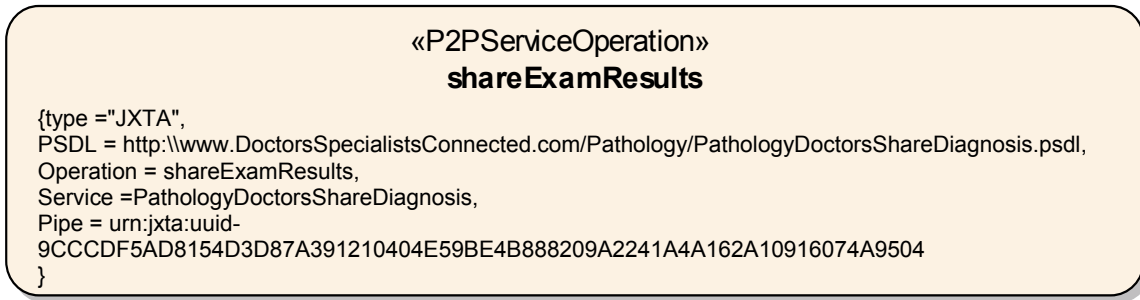 «P2PServiceOperation»
shareExamResults
{type ="JXTA",
PSDL = http:\\www.DoctorsSpecialistsConnected.com/Pathology/PathologyDoctorsShareDiagnosis.psdl,
Operation = shareExamResults,
Service =PathologyDoctorsShareDiagnosis,
Pipe = urn:jxta:uuid-
9CCCDF5AD8154D3D87A391210404E59BE4B888209A2241A4A162A10916074A9504
}